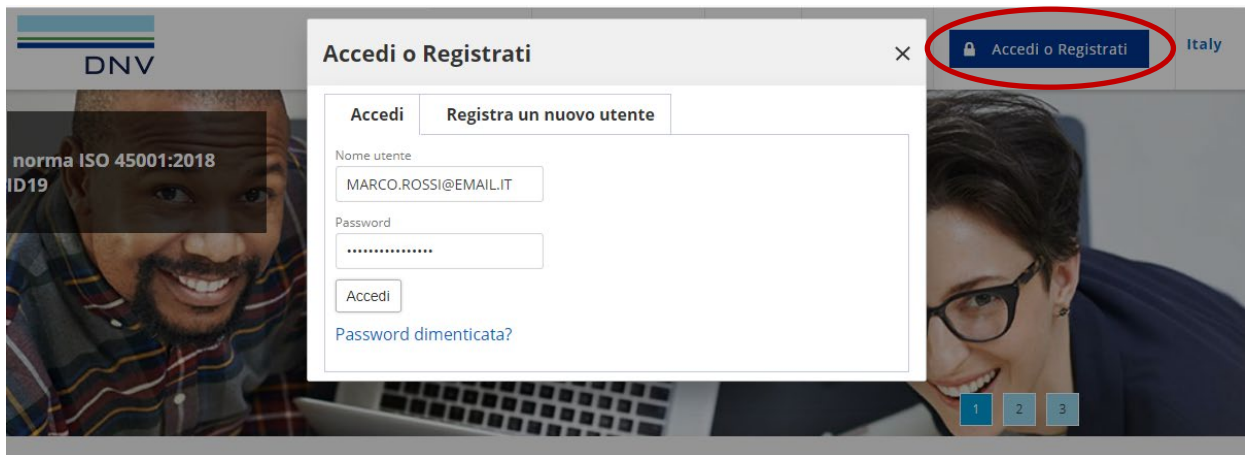 DNV
Accedi o Registrati
Accedi o Registrati
Italy
Accedi
Registra un nuovo utente
norma ISO 45001:2018
ID19
Nome utente
MARCO.ROSSI@EMAIL.IT
Password
••••••••••••••••
Accedi
Password dimenticata?
1
2
3